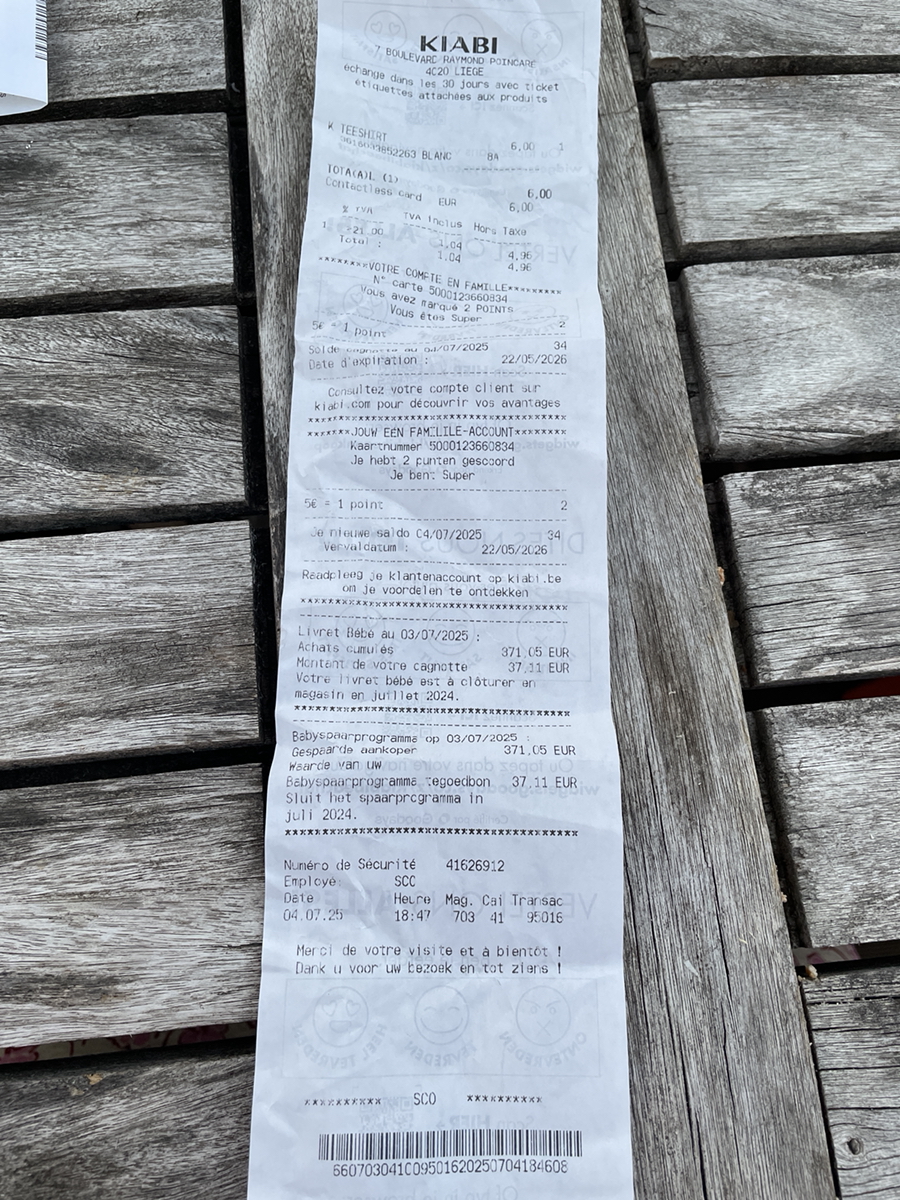 KIABI
7 BOULEVARD RAYMOND POINCARÉ
4020 LIEGE
échange dans les 30 jours avec ticket
étiquettes attachées aux produits
K TEESHIRT 6,00 1
BLANC 8A
TOTA(A)L (1) 6,00
Contactless card EUR 6,00
% TVA TVA Inclus Hors Taxe
1 21.00 1.04 4,96
Total : 1.04 4,96
********VOTRE COMPTE EN FAMILLE*********
N° carte 5000123660834
Vous avez marqué 2 POINTs
Vous êtes Super
5€ = 1 point 2
Solde au 04/07/2025 34
Date d'expiration : 22/05/2026
Consultez votre compte client sur
kiabi.com pour découvrir vos avantages
****************************************
*******JOUW EEN FAMILILE-ACCOUNT********
Kaartnummer 5000123660834
Je hebt 2 punten gescoord
Je bent Super
5€ = 1 point 2
Je nieuwe saldo 04/07/2025 34
Vervaldatum : 22/05/2026
Raadpleeg je klantenaccount op kiabi.be
om je voordelen te ontdekken
****************************************
Livret Bébé au 03/07/2025 :
Achats cumulés 371,05 EUR
Montant de votre cagnotte 37,11 EUR
Votre livret bébé est à clôturer en
magasin en juillet 2024.
****************************************
Babyspaarprogramma op 03/07/2025 :
Gespaarde aankopen 371,05 EUR
Waarde van uw
Babyspaarprogramma tegoedbon 37,11 EUR
Sluit het spaarprogramma in
juli 2024.
****************************************
Numéro de Sécurité 41626912
Employé: SCO
Date Heure Mag. Cai Transac
04.07.25 18:47 703 41 95016
Merci de votre visite et à bientôt !
Dank u voor uw bezoek en tot ziens !
********** SCO **********
660703041009501620250704184608